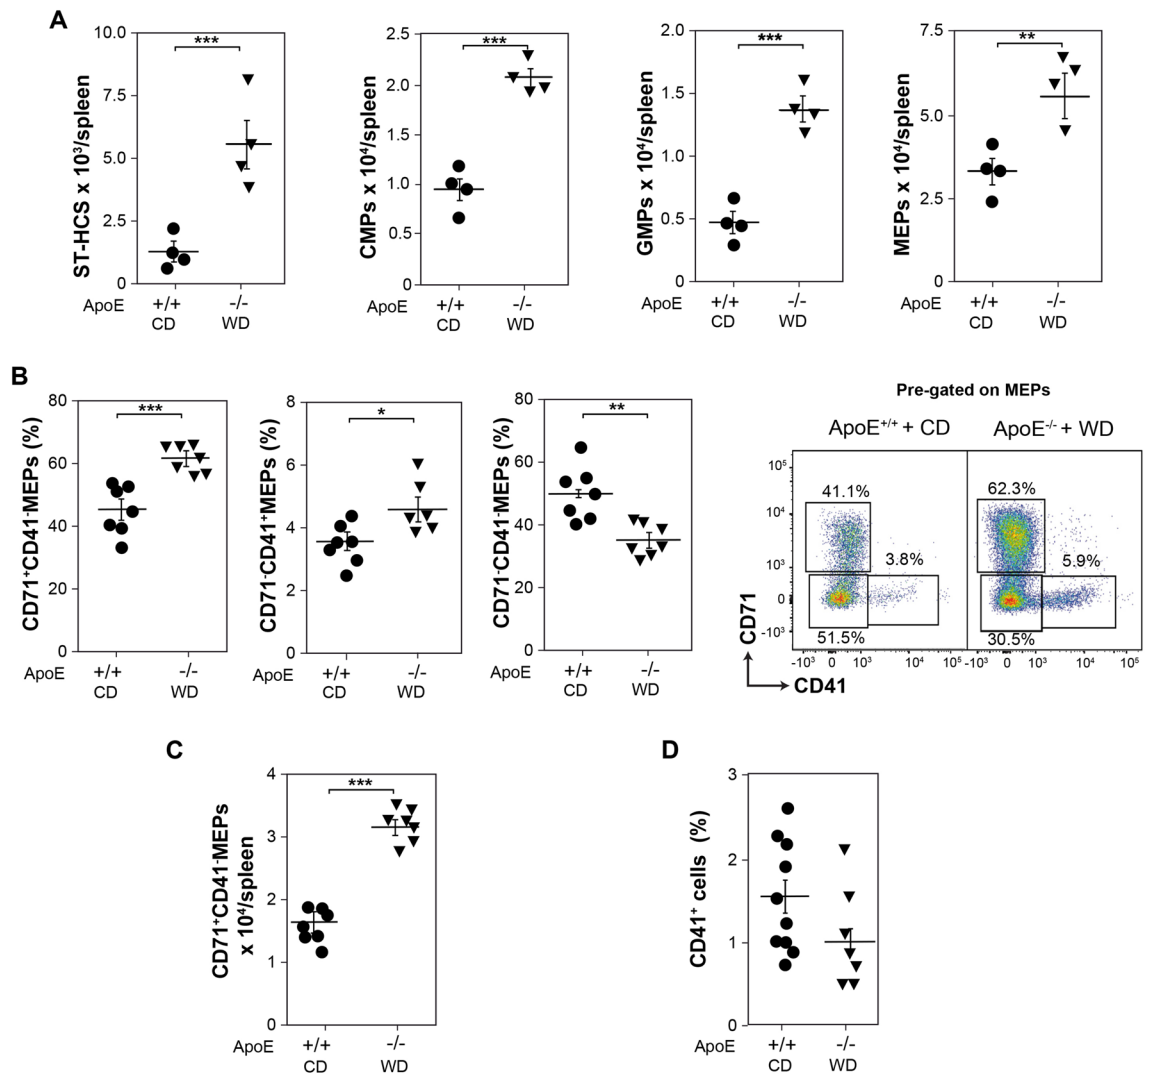 A
ST-HCS x 10³/spleen
10.0
7.5
5.0
2.5
0
***
ApoE +/+ -/-
CD WD
CMPs x 10⁴/spleen
2.5
2.0
1.5
1.0
0.5
0
***
ApoE +/+ -/-
CD WD
GMPs x 10⁴/spleen
2.0
1.5
1.0
0.5
0
***
ApoE +/+ -/-
CD WD
MEPs x 10⁴/spleen
7.5
5.0
2.5
0
**
ApoE +/+ -/-
CD WD
B
CD71⁺CD41⁻MEPs (%)
80
60
40
20
0
***
ApoE +/+ -/-
CD WD
CD71⁻CD41⁺MEPs (%)
8
6
4
2
0
*
ApoE +/+ -/-
CD WD
CD71⁻CD41⁻MEPs (%)
80
60
40
20
0
**
ApoE +/+ -/-
CD WD
Pre-gated on MEPs
ApoE⁺/⁺ + CD ApoE⁻/⁻ + WD
10⁵
10⁴
10³
0
-10³
41.1%
3.8%
51.5%
62.3%
5.9%
30.5%
-10³ 0 10³ 10⁴ 10⁵ -10³ 0 10³ 10⁴ 10⁵
CD71
CD41
C
CD71⁺CD41⁻MEPs
x 10⁴/spleen
4
3
2
1
0
***
ApoE +/+ -/-
CD WD
D
CD41⁺ cells (%)
3
2
1
0
ApoE +/+ -/-
CD WD